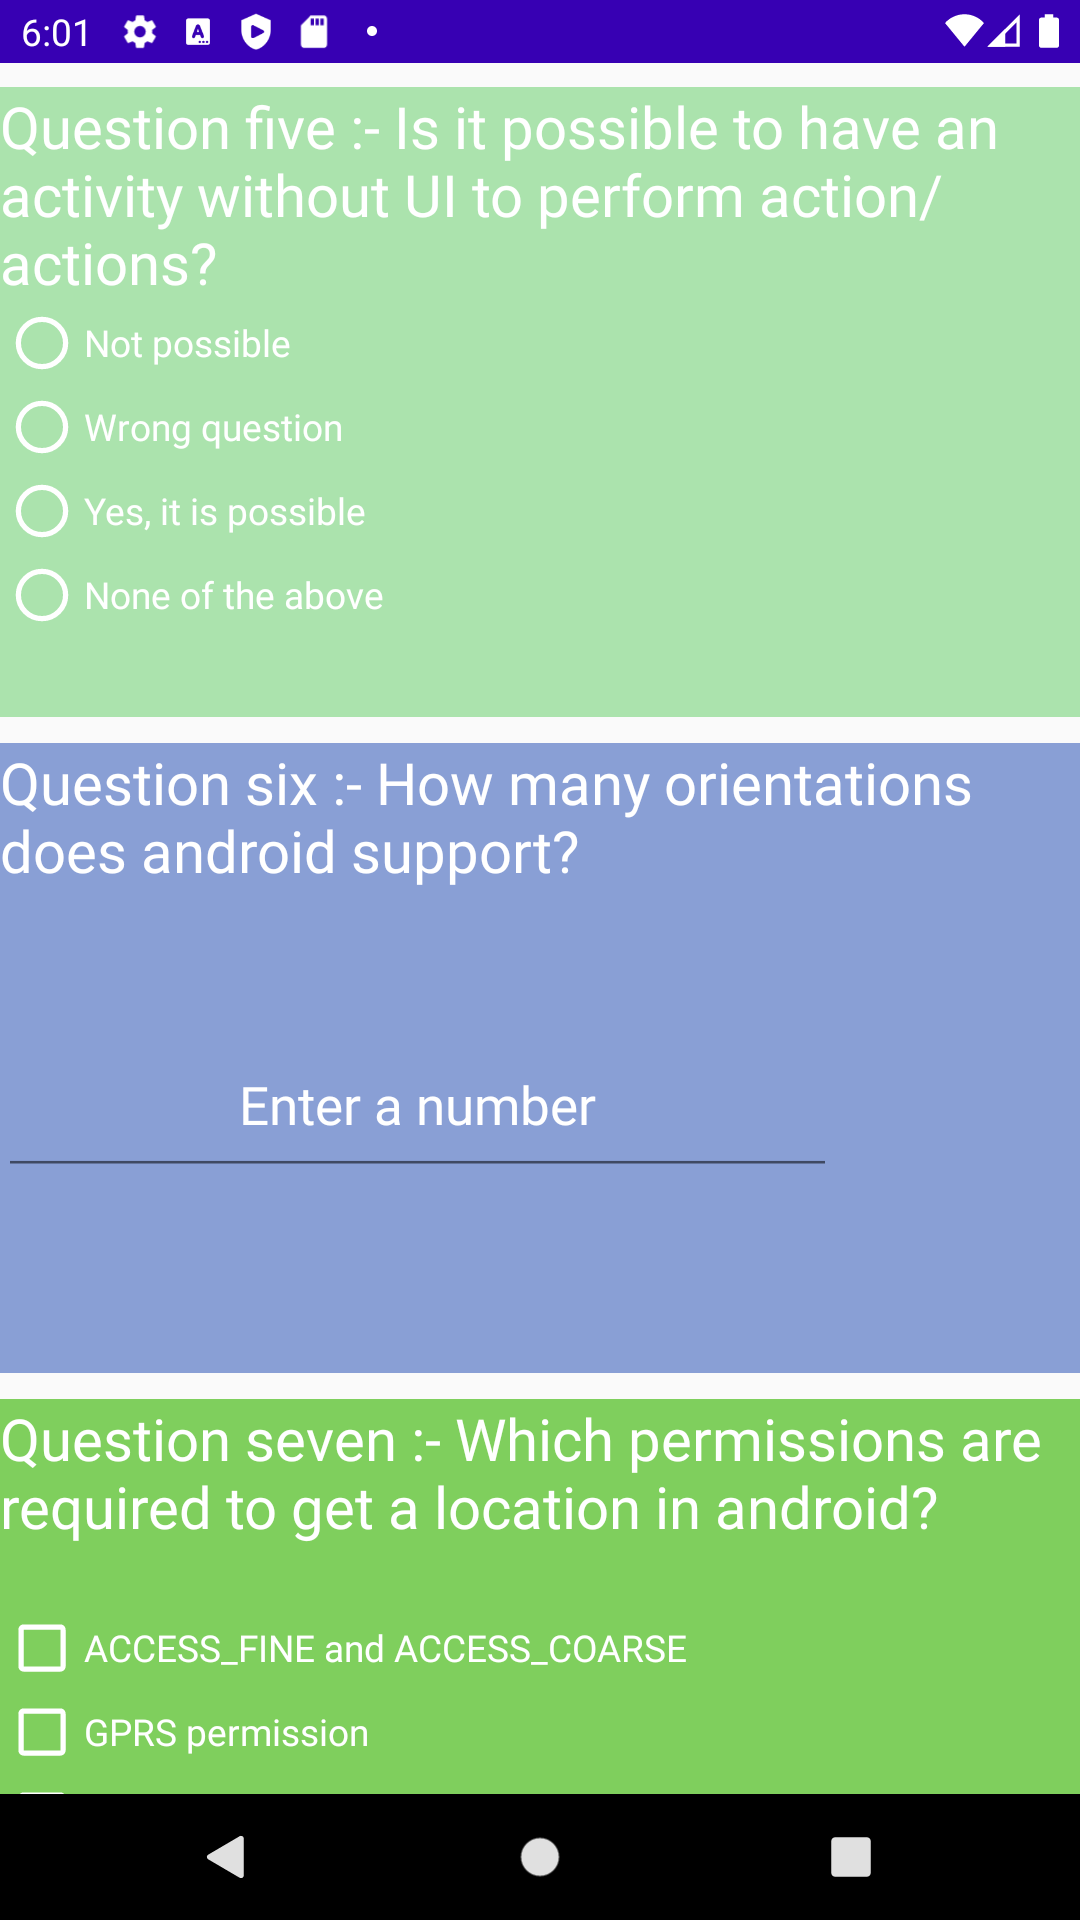 6:01
Question five :- Is it possible to have an
activity without UI to perform action/
actions?
Not possible
Wrong question
Yes, it is possible
None of the above
Question six :- How many orientations
does android support?
Enter a number
Question seven :- Which permissions are
required to get a location in android?
ACCESS_FINE and ACCESS_COARSE
GPRS permission